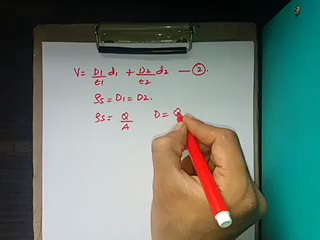 V = D1/ε1 d1 + D2/ε2 d2 — ②.
ρs = D1 = D2.
ρs = Q/A D = Q